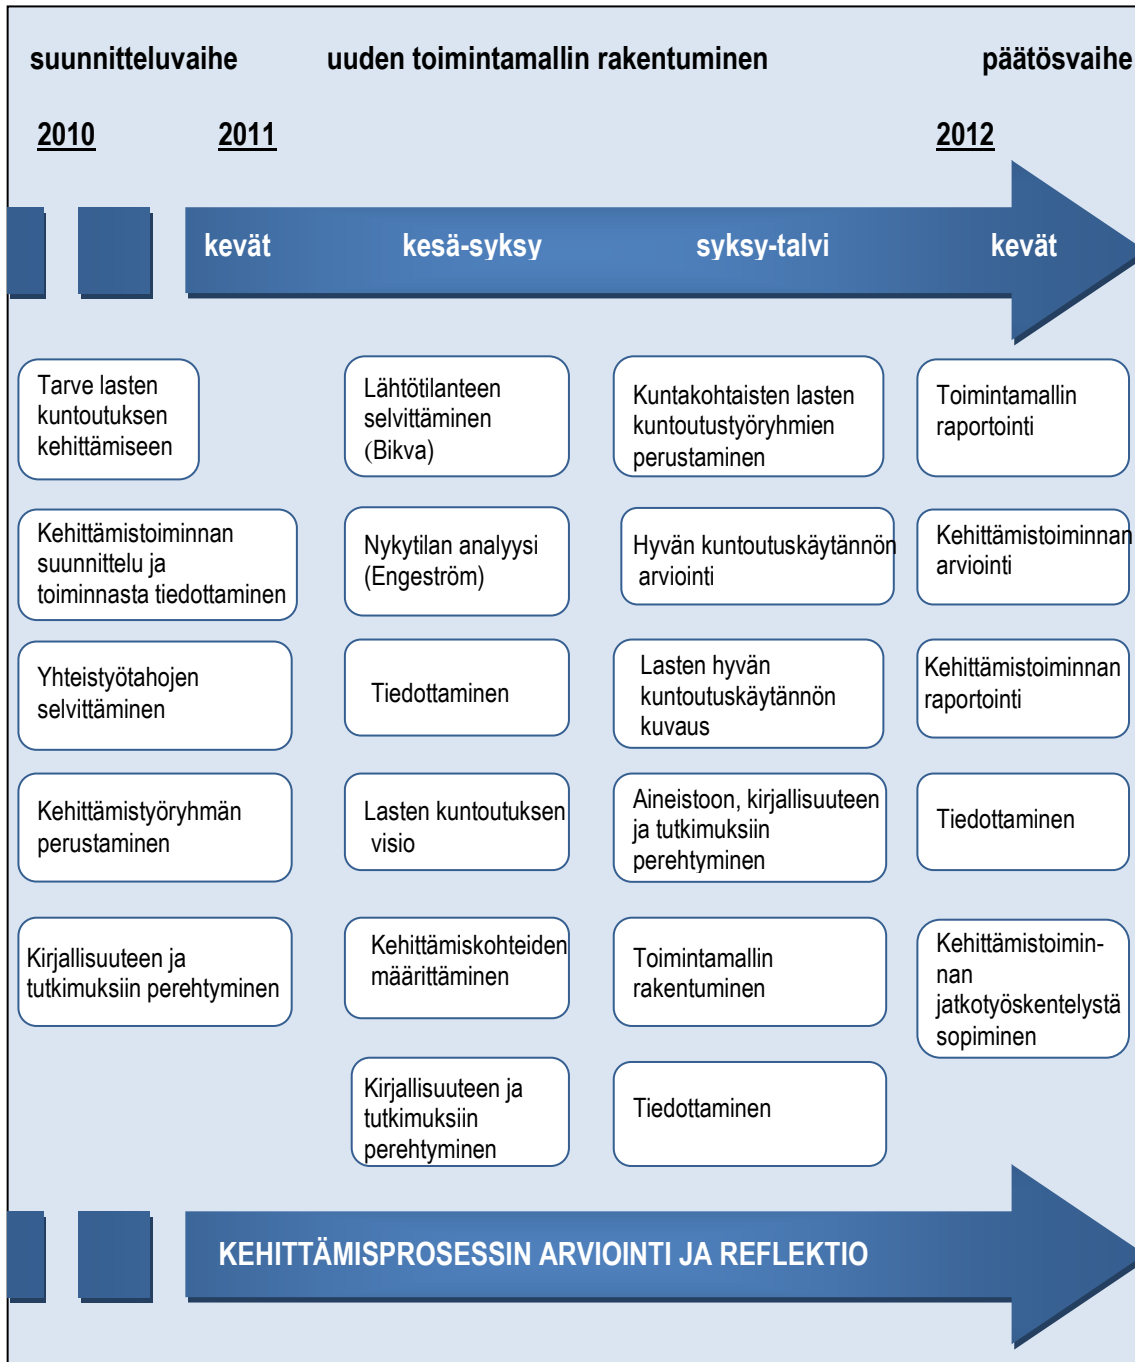 suunnitteluvaihe
uuden toimintamallin rakentuminen
päätösvaihe
2010
2011
2012
kevät
kesä-syksy
syksy-talvi
kevät
Tarve lasten
kuntoutuksen
kehittämiseen
Kehittämistoiminnan
suunnittelu ja
toiminnasta tiedottaminen
Yhteistyötahojen
selvittäminen
Kehittämistyöryhmän
perustaminen
Kirjallisuuteen ja
tutkimuksiin perehtyminen
Lähtötilanteen
selvittäminen
(Bikva)
Nykytilan analyysi
(Engeström)
Tiedottaminen
Lasten kuntoutuksen
visio
Kehittämiskohteiden
määrittäminen
Kirjallisuuteen ja
tutkimuksiin
perehtyminen
Kuntakohtaisten lasten
kuntoutustyöryhmien
perustaminen
Hyvän kuntoutuskäytännön
arviointi
Lasten hyvän
kuntoutuskäytännön
kuvaus
Aineistoon, kirjallisuuteen
ja tutkimuksiin
perehtyminen
Toimintamallin
rakentuminen
Tiedottaminen
Toimintamallin
raportointi
Kehittämistoiminnan
arviointi
Kehittämistoiminnan
raportointi
Tiedottaminen
Kehittämistoimin-
nan
jatkotyöskentelystä
sopiminen
KEHITTÄMISPROSESSIN ARVIOINTI JA REFLEKTIO